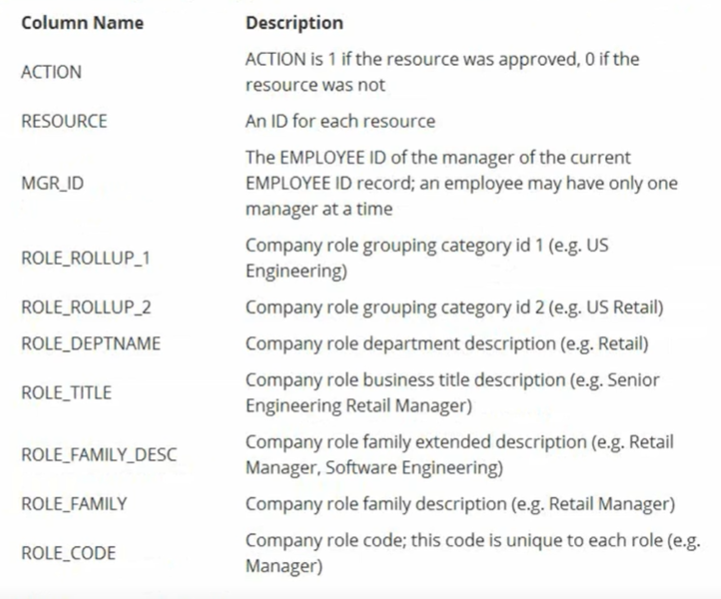 Column Name Description
ACTION ACTION is 1 if the resource was approved, 0 if the
resource was not
RESOURCE An ID for each resource
The EMPLOYEE ID of the manager of the current
MGR_ID EMPLOYEE ID record; an employee may have only one
manager at a time
ROLE_ROLLUP_1 Company role grouping category id 1 (e.g. US
Engineering)
ROLE_ROLLUP_2 Company role grouping category id 2 (e.g. US Retail)
ROLE_DEPTNAME Company role department description (e.g. Retail)
ROLE_TITLE Company role business title description (e.g. Senior
Engineering Retail Manager)
ROLE_FAMILY_DESC Company role family extended description (e.g. Retail
Manager, Software Engineering)
ROLE_FAMILY Company role family description (e.g. Retail Manager)
ROLE_CODE Company role code; this code is unique to each role (e.g.
Manager)